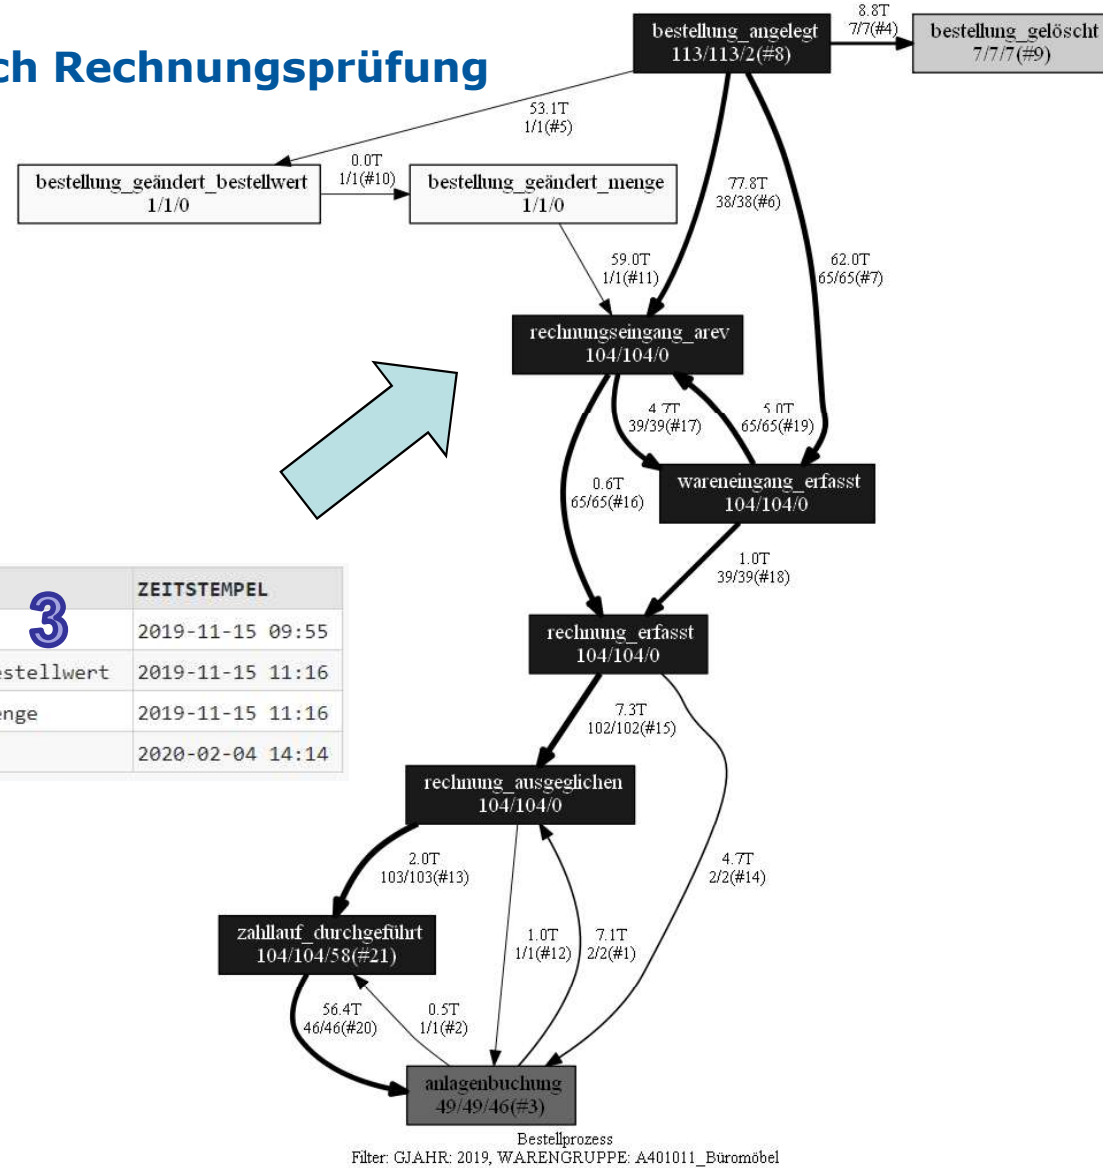 ch Rechnungsprüfung
bestellung_angelegt
113/113/2(#8)
8.8T
7/7(#4)
bestellung_gelöscht
7/7/7(#9)
53.1T
1/1(#5)
bestellung_geändert_bestellwert
1/1/0
0.0T
1/1(#10)
bestellung_geändert_menge
1/1/0
77.8T
38/38(#6)
59.0T
1/1(#11)
62.0T
65/65(#7)
rechnungseingang_arev
104/104/0
4.7T
39/39(#17)
5.0T
65/65(#19)
wareneingang_erfasst
104/104/0
0.6T
65/65(#16)
1.0T
39/39(#18)
ZEITSTEMPEL
3
2019-11-15 09:55
estellwert 2019-11-15 11:16
enge 2019-11-15 11:16
2020-02-04 14:14
rechnung_erfasst
104/104/0
7.3T
102/102(#15)
rechnung_ausgeglichen
104/104/0
2.0T
103/103(#13)
4.7T
2/2(#14)
zahllauf_durchgeführt
104/104/58(#21)
1.0T
1/1(#12)
7.1T
2/2(#1)
56.4T
46/46(#20)
0.5T
1/1(#2)
anlagenbuchung
49/49/46(#3)
Bestellprozess
Filter: GJAHR: 2019, WARENGRUPPE: A401011_Büromöbel